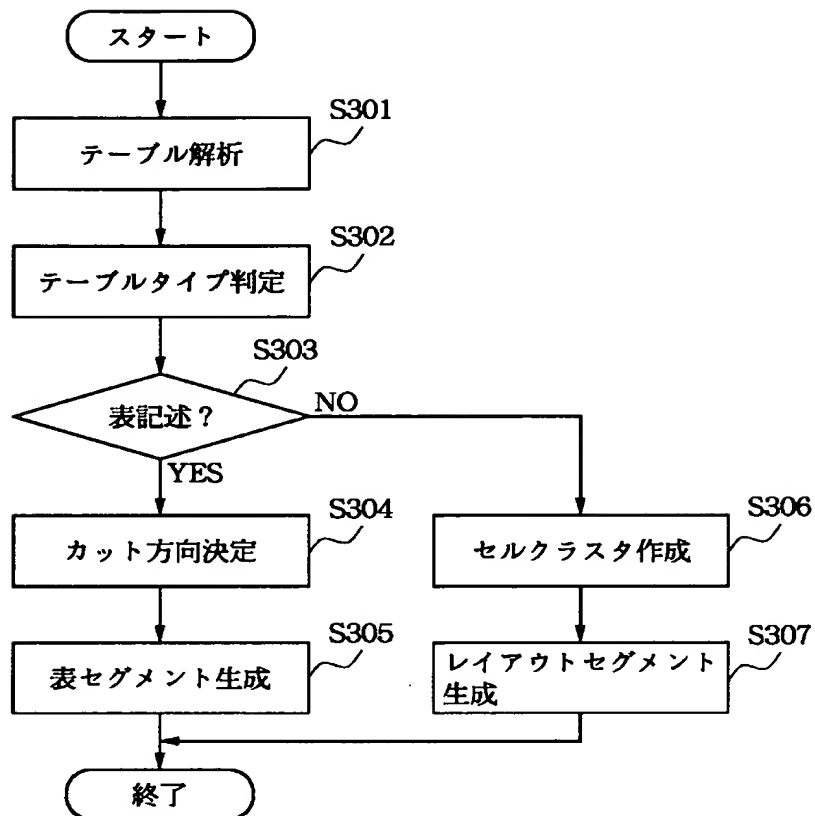 スタート
S301
テーブル解析
S302
テーブルタイプ判定
S303
表記述?
NO
YES
S304
カット方向決定
S306
セルクラスタ作成
S305
表セグメント生成
S307
レイアウトセグメント
生成
終了